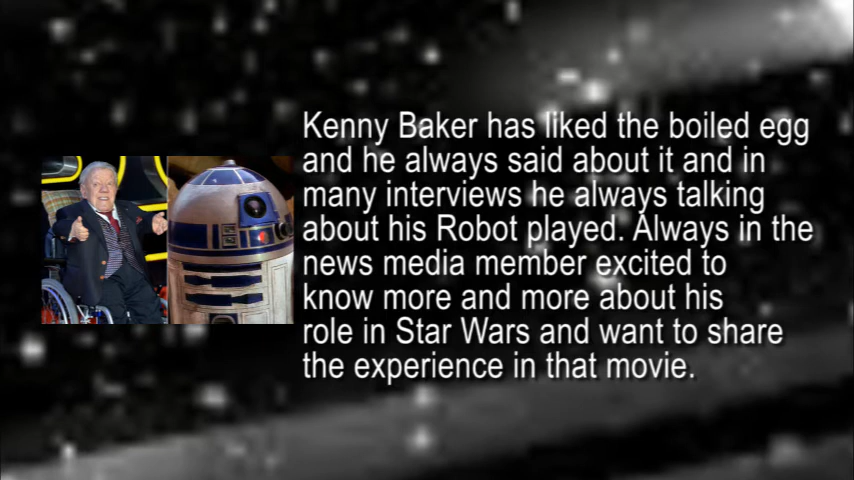 Kenny Baker has liked the boiled egg
and he always said about it and in
many interviews he always talking
about his Robot played. Always in the
news media member excited to
know more and more about his
role in Star Wars and want to share
the experience in that movie.